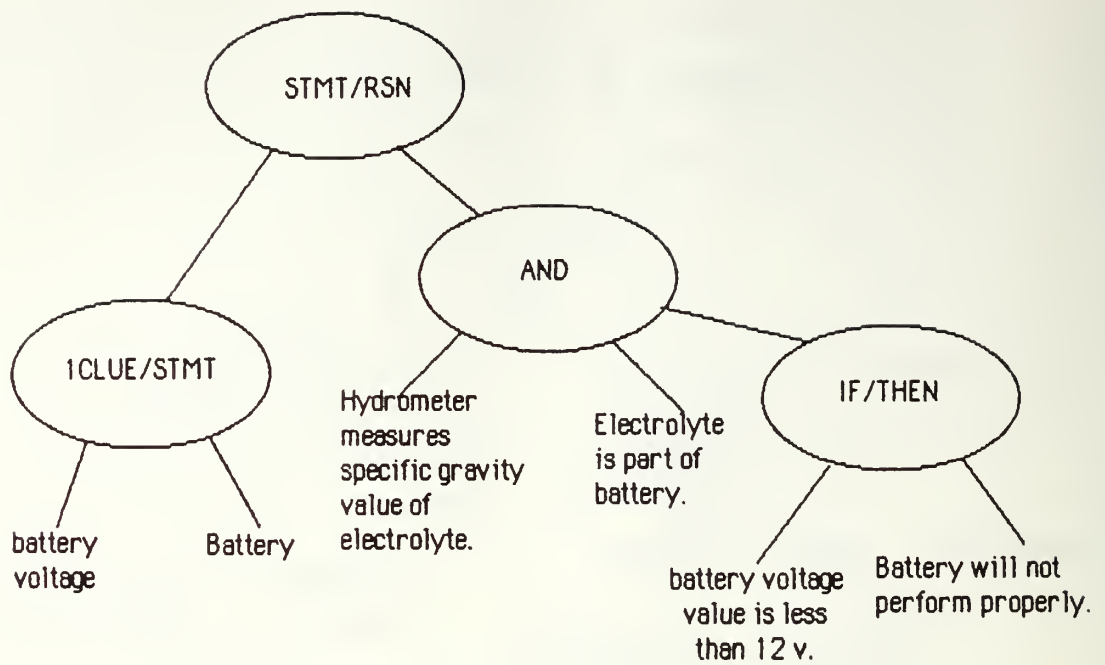 STMT/RSN
AND
1CLUE/STMT
IF/THEN
Hydrometer
measures
specific gravity
value of
electrolyte.
Electrolyte
is part of
battery.
battery
voltage
Battery
battery voltage
value is less
than 12 v.
Battery will not
perform properly.